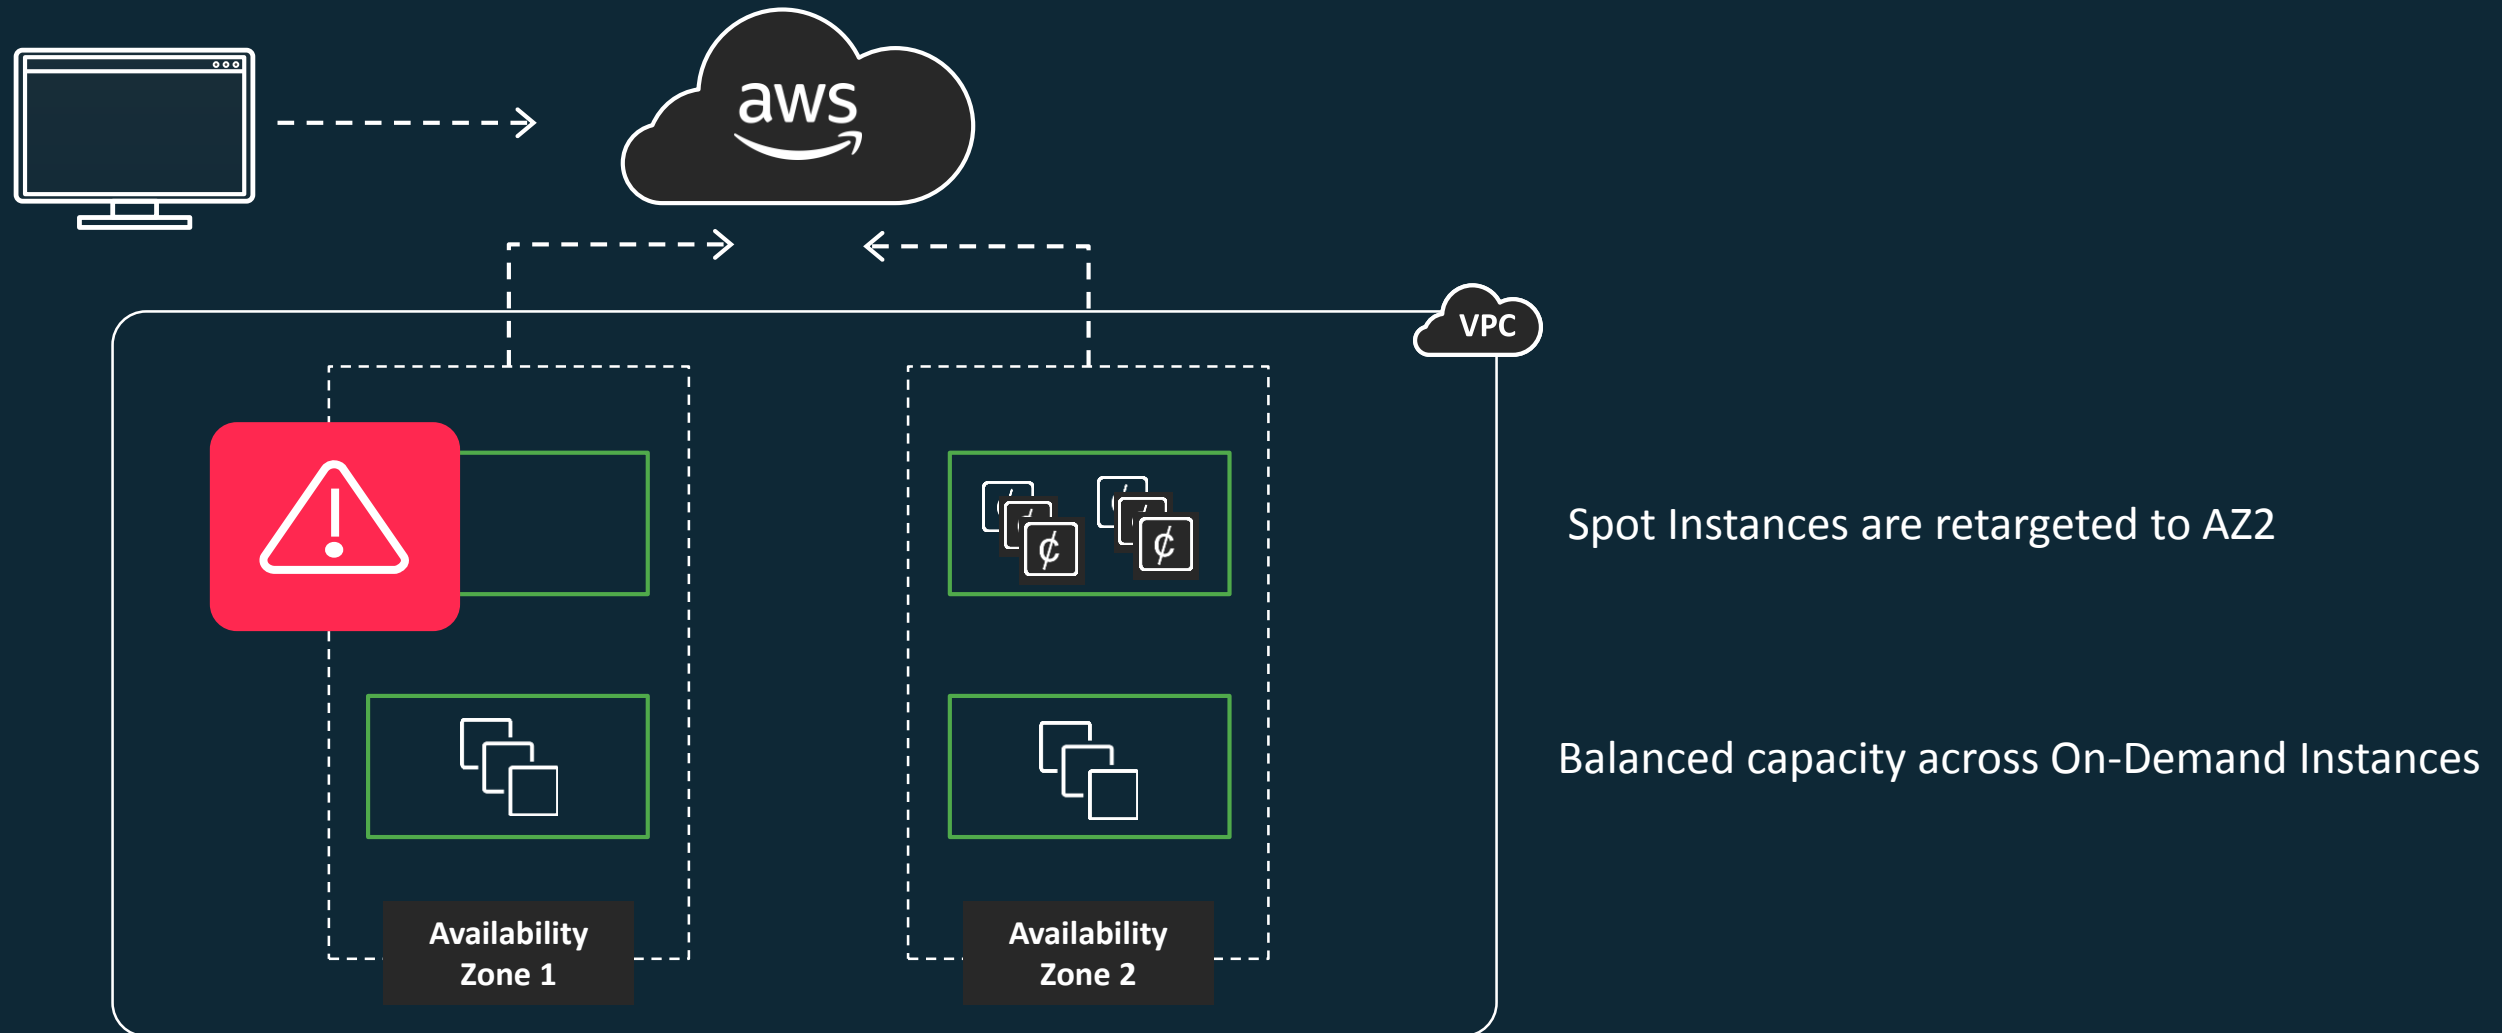 aws
VPC
Spot Instances are retargeted to AZ2
Balanced capacity across On-Demand Instances
Availability
Zone 1
Availability
Zone 2